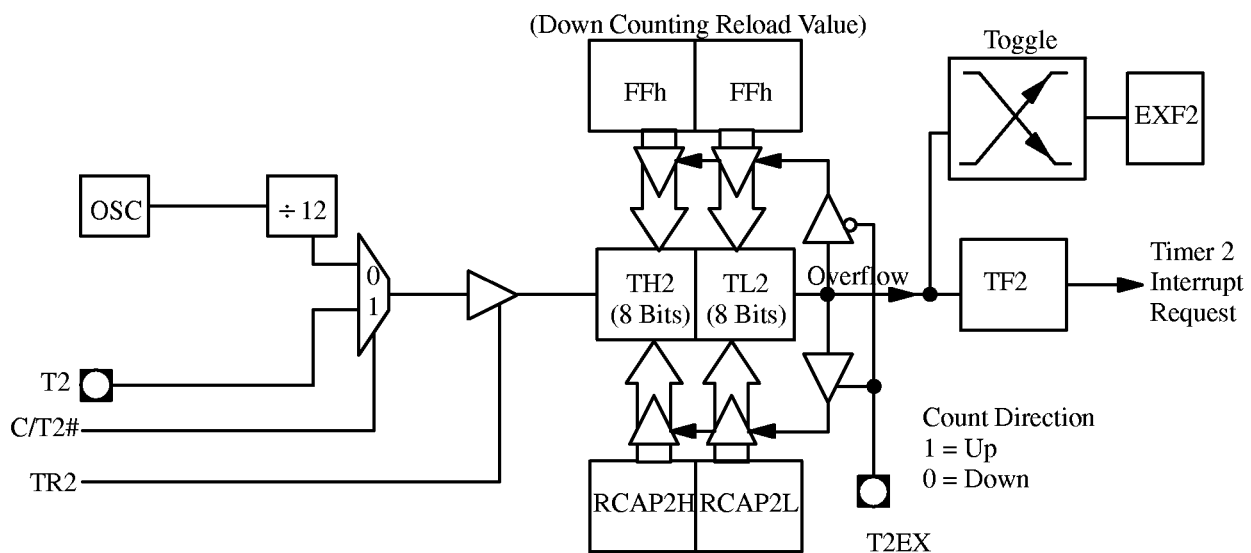 (Down Counting Reload Value)
Toggle
FFh FFh
EXF2
OSC
÷ 12
0
1
TH2
(8 Bits)
TL2
(8 Bits)
Overflow
TF2
Timer 2
Interrupt
Request
T2
C/T2#
TR2
Count Direction
1 = Up
0 = Down
RCAP2H RCAP2L
T2EX